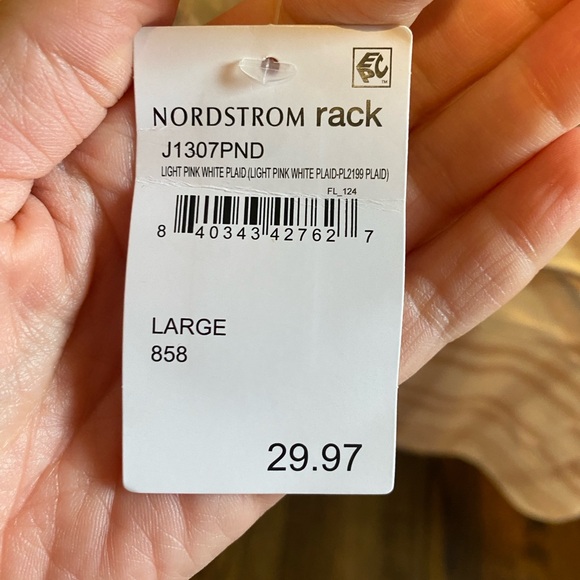 EPC
NORDSTROM rack
J1307PND
LIGHT PINK WHITE PLAID (LIGHT PINK WHITE PLAID-PL2199 PLAID)
FL_124
8 40343 42762 7
LARGE
858
29.97